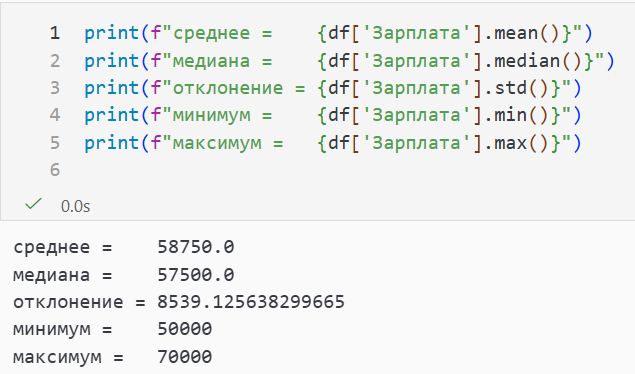 1 print(f"среднее =    {df['Зарплата'].mean()}")
2 print(f"медиана =    {df['Зарплата'].median()}")
3 print(f"отклонение = {df['Зарплата'].std()}")
4 print(f"минимум =    {df['Зарплата'].min()}")
5 print(f"максимум =   {df['Зарплата'].max()}")
6
0.0s
среднее =    58750.0
медиана =    57500.0
отклонение = 8539.125638299665
минимум =    50000
максимум =   70000